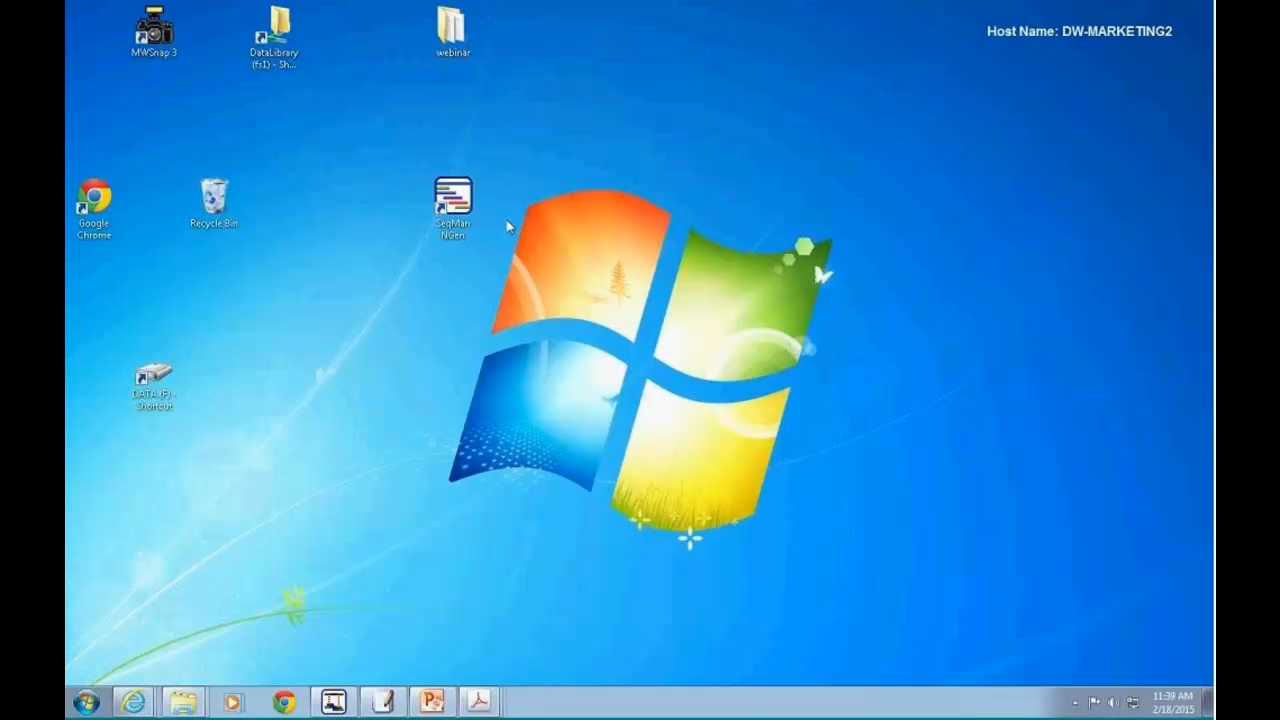 MWSnap 3
DataLibrary
(fs1) - Sh...
webinar
Host Name: DW-MARKETING2
Google
Chrome
Recycle Bin
SeqMan
NGen
DATA (F) -
Shortcut
11:39 AM
2/18/2015